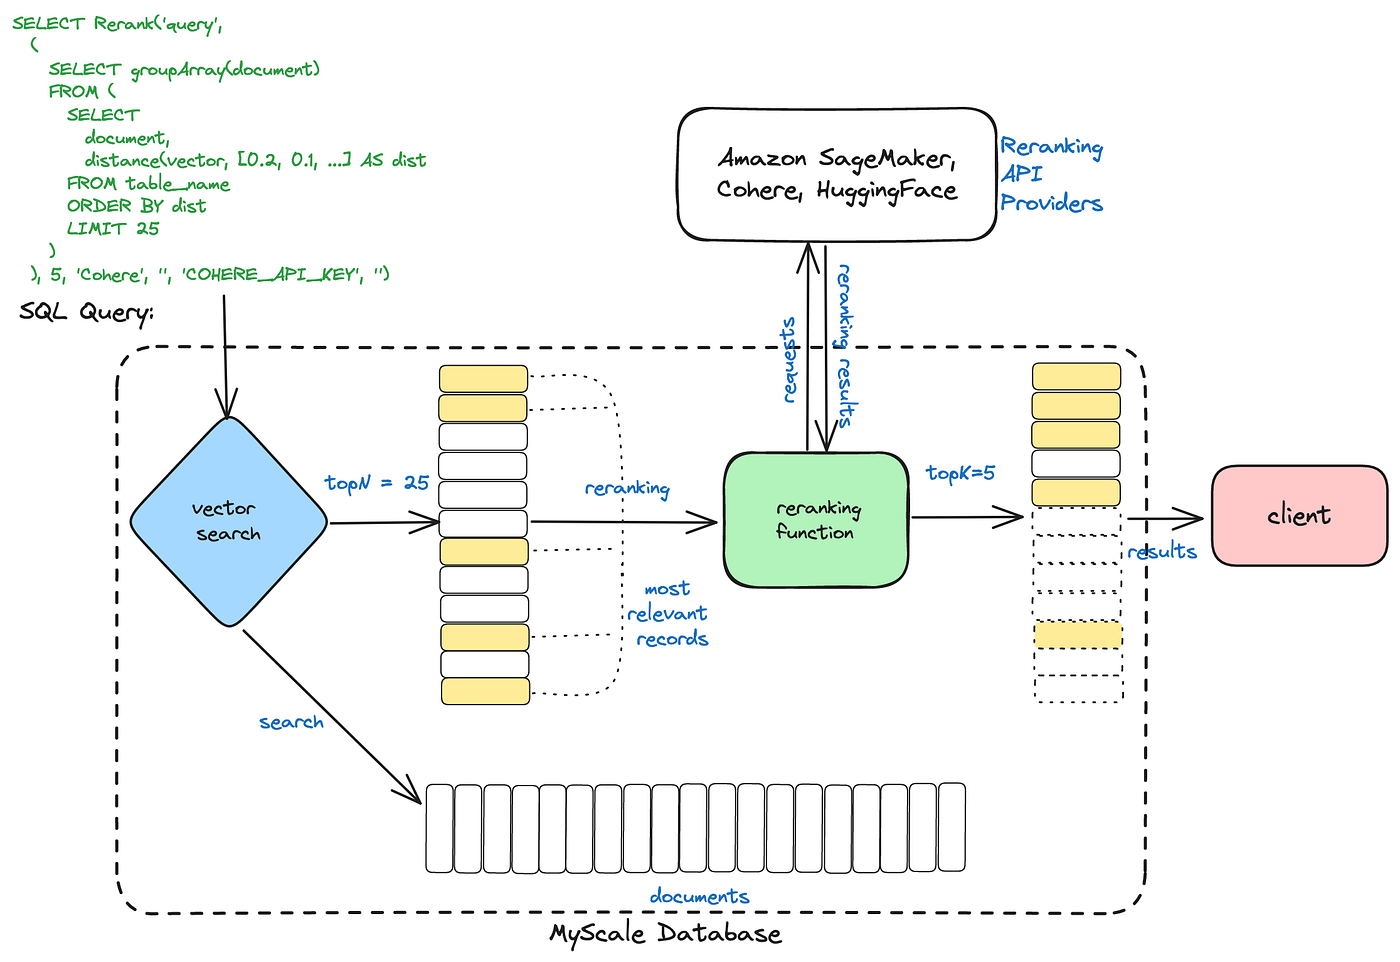 SELECT Rerank('query',
(
SELECT groupArray(document)
FROM (
SELECT
document,
distance(vector, [0.2, 0.1, ...] AS dist
FROM table_name
ORDER BY dist
LIMIT 25
)
), 5, 'Cohere', '', 'COHERE_API_KEY', '')
SQL Query:
Amazon SageMaker,
Cohere, HuggingFace
Reranking
API
Providers
requests
reranking results
vector
search
topN = 25
reranking
most
relevant
records
reranking
function
topK=5
results
client
search
documents
MyScale Database